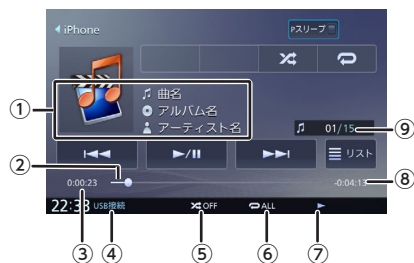 iPhone
Pスリープ
曲名
アルバム名
アーティスト名
①
01/15
⑨
リスト
②
0:00:23
-0:04:13
⑧
22:38 USB接続
OFF
ALL
③
④
⑤
⑥
⑦